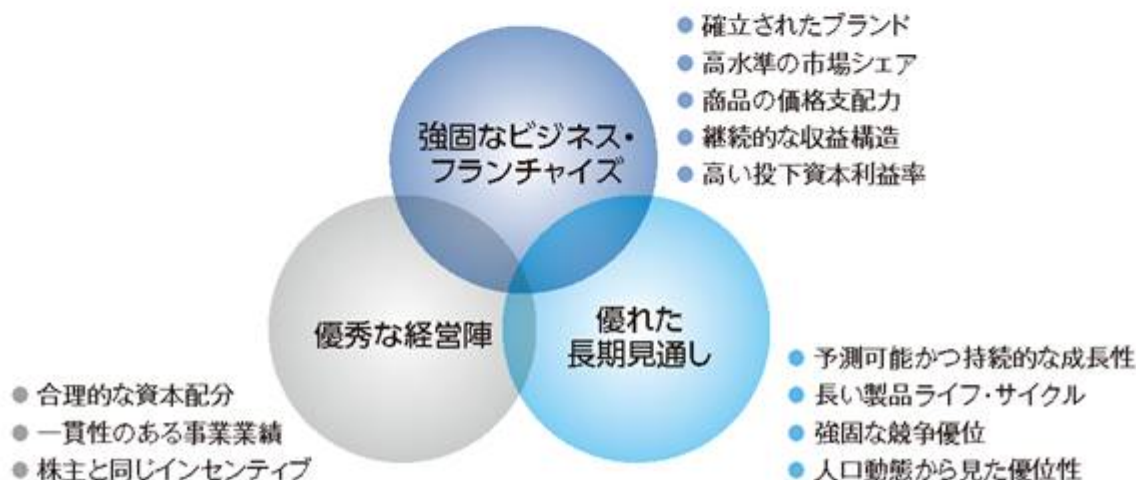 強固なビジネス・
フランチャイズ
● 確立されたブランド
● 高水準の市場シェア
● 商品の価格支配力
● 継続的な収益構造
● 高い投下資本利益率
優秀な経営陣
● 合理的な資本配分
● 一貫性のある事業業績
● 株主と同じインセンティブ
優れた
長期見通し
● 予測可能かつ持続的な成長性
● 長い製品ライフ・サイクル
● 強固な競争優位
● 人口動態から見た優位性